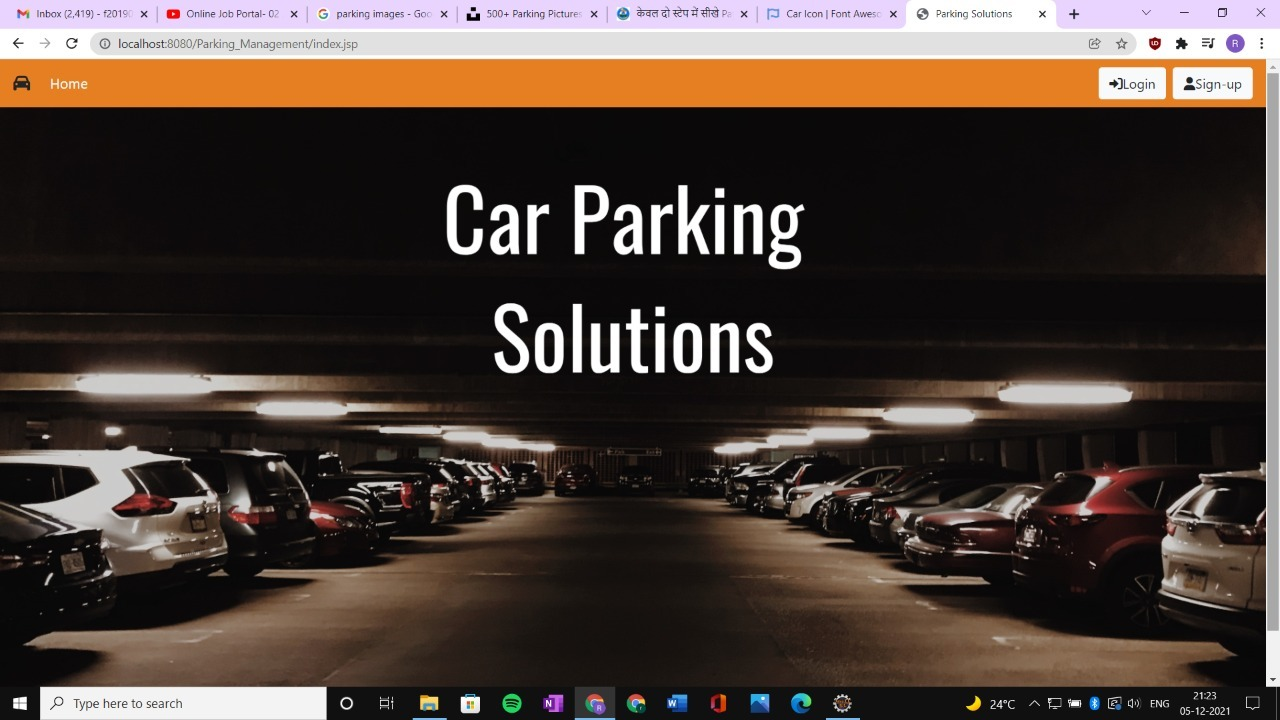 Inbox (2,419) - f2019
Online Job Portal- 02
parking images - Goo
500+ Parking Pictures
केवल दो स्टेप में सीखें Pe
Car Icon | Font Aweso
Parking Solutions
localhost:8080/Parking_Management/index.jsp
R
Home
Login
Sign-up
Car Parking
Solutions
Type here to search
24°C
ENG
21:23
05-12-2021